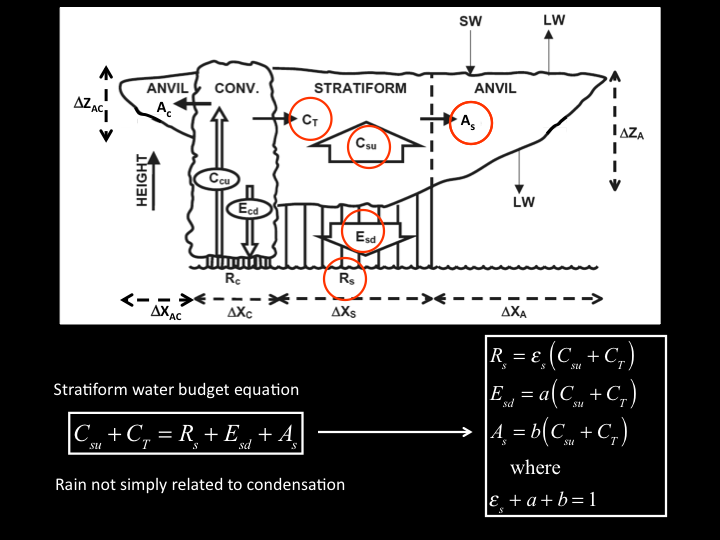 SW
LW
ANVIL
CONV.
STRATIFORM
ANVIL
ΔZ_AC
A_c
C_T
A_s
C_su
ΔZ_A
HEIGHT
C_cu
E_cd
LW
E_sd
R_c
R_s
ΔX_AC
ΔX_C
ΔX_S
ΔX_A
Stratiform water budget equation
C_su + C_T = R_s + E_sd + A_s
Rain not simply related to condensation
R_s = ε_s(C_su + C_T)
E_sd = a(C_su + C_T)
A_s = b(C_su + C_T)
where
ε_s + a + b = 1